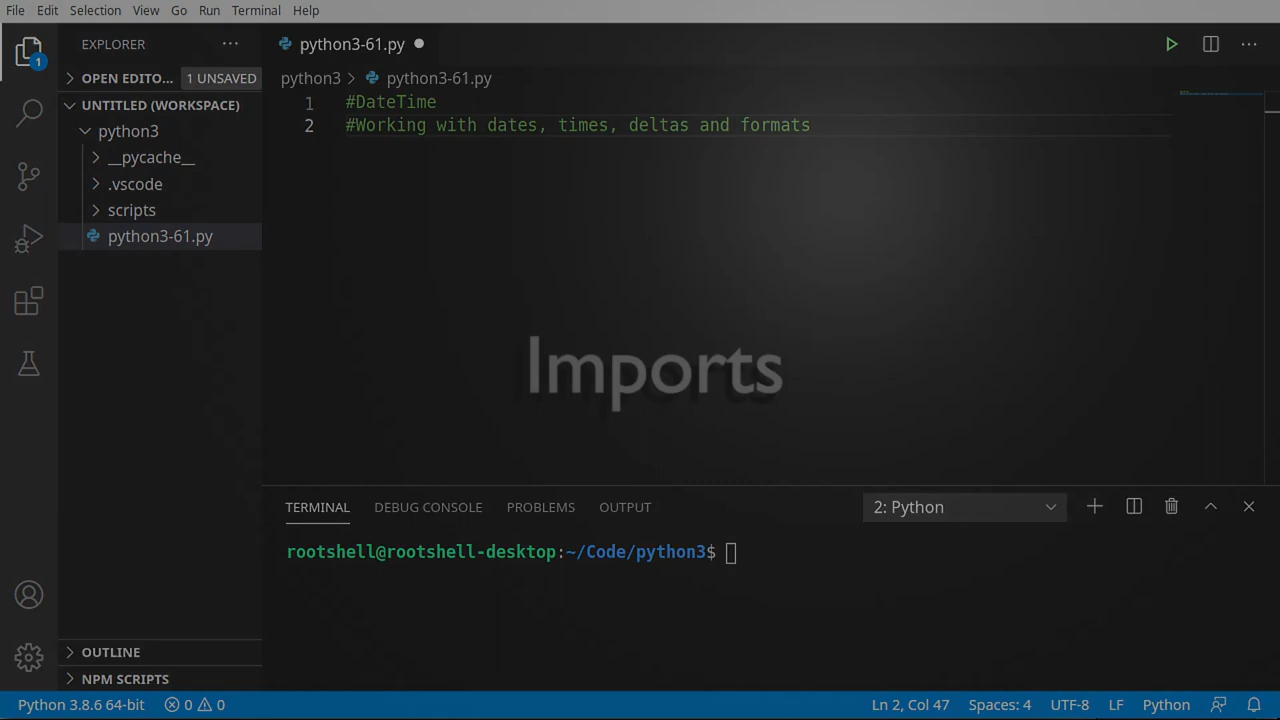 File Edit Selection View Go Run Terminal Help
EXPLORER
1
OPEN EDITO... 1 UNSAVED
UNTITLED (WORKSPACE)
python3
__pycache__
.vscode
scripts
python3-61.py
OUTLINE
NPM SCRIPTS
python3-61.py
python3 > python3-61.py
1 #DateTime
2 #Working with dates, times, deltas and formats
Imports
TERMINAL DEBUG CONSOLE PROBLEMS OUTPUT 2: Python
rootshell@rootshell-desktop:~/Code/python3$
Python 3.8.6 64-bit 0 0 Ln 2, Col 47 Spaces: 4 UTF-8 LF Python